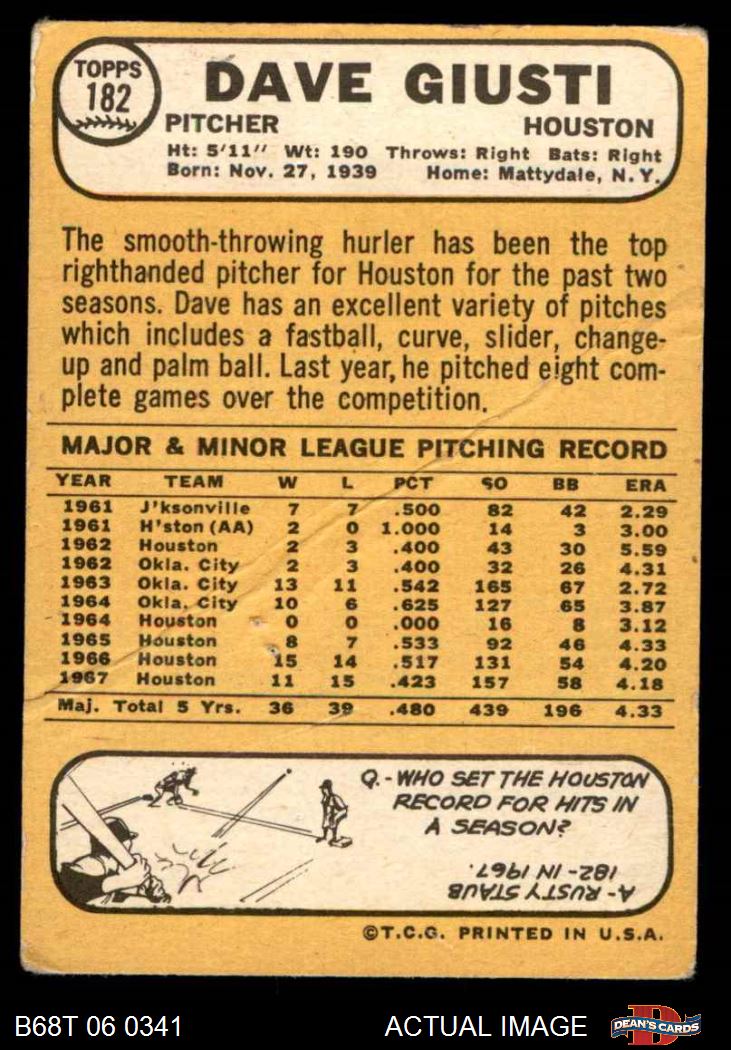 TOPPS
182
DAVE GIUSTI
PITCHER HOUSTON
Ht: 5'11" Wt: 190 Throws: Right Bats: Right
Born: Nov. 27, 1939 Home: Mattydale, N.Y.
The smooth-throwing hurler has been the top
righthanded pitcher for Houston for the past two
seasons. Dave has an excellent variety of pitches
which includes a fastball, curve, slider, change-
up and palm ball. Last year, he pitched eight com-
plete games over the competition.
MAJOR & MINOR LEAGUE PITCHING RECORD
YEAR TEAM W L PCT SO BB ERA
1961 J'ksonville 7 7 .500 82 42 2.29
1961 H'ston (AA) 2 0 1.000 14 3 3.00
1962 Houston 2 3 .400 43 30 5.59
1962 Okla. City 2 3 .400 32 26 4.31
1963 Okla. City 13 11 .542 165 67 2.72
1964 Okla. City 10 6 .625 127 65 3.87
1964 Houston 0 0 .000 16 8 3.12
1965 Houston 8 7 .533 92 46 4.33
1966 Houston 15 14 .517 131 54 4.20
1967 Houston 11 15 .423 157 58 4.18
Maj. Total 5 Yrs. 36 39 .480 439 196 4.33
Q.-WHO SET THE HOUSTON
RECORD FOR HITS IN
A SEASON?
A-RUSTY STAUB
182-IN 1967.
©T.C.G. PRINTED IN U.S.A.
B68T 06 0341 ACTUAL IMAGE D DEAN'S CARDS